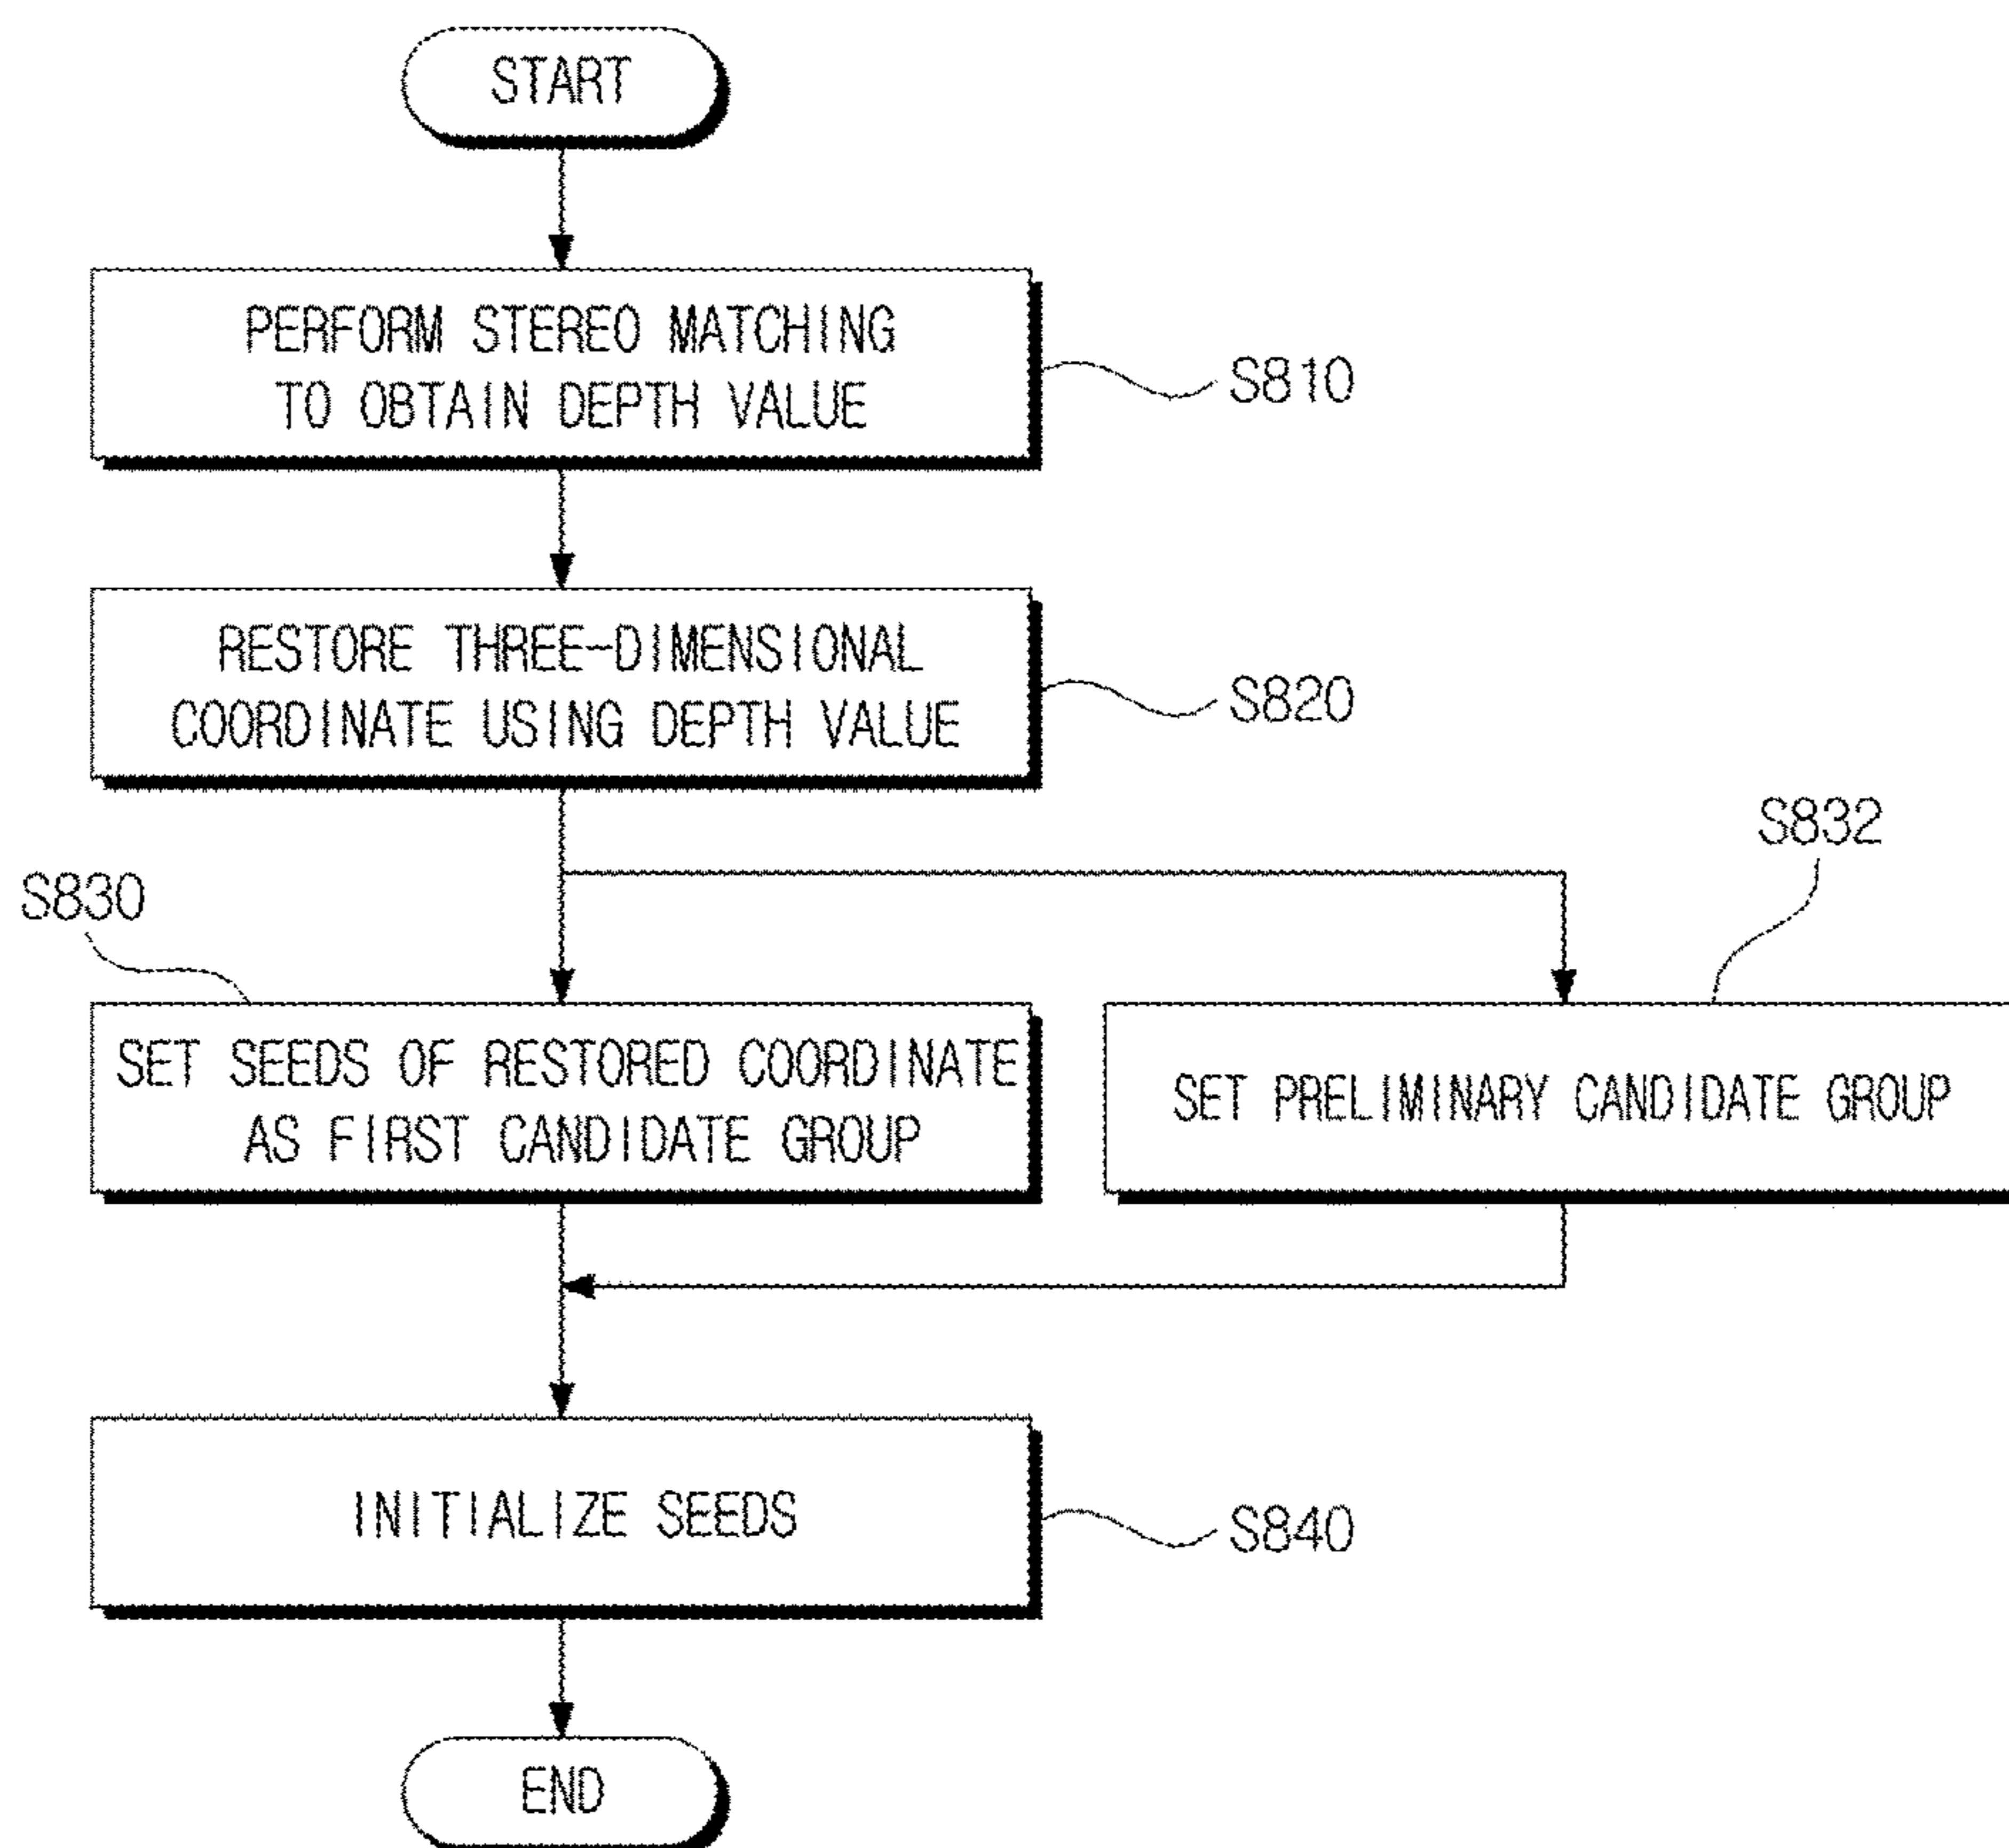 START
PERFORM STEREO MATCHING
TO OBTAIN DEPTH VALUE
S810
RESTORE THREE-DIMENSIONAL
COORDINATE USING DEPTH VALUE
S820
S830
S832
SET SEEDS OF RESTORED COORDINATE
AS FIRST CANDIDATE GROUP
SET PRELIMINARY CANDIDATE GROUP
INITIALIZE SEEDS
S840
END